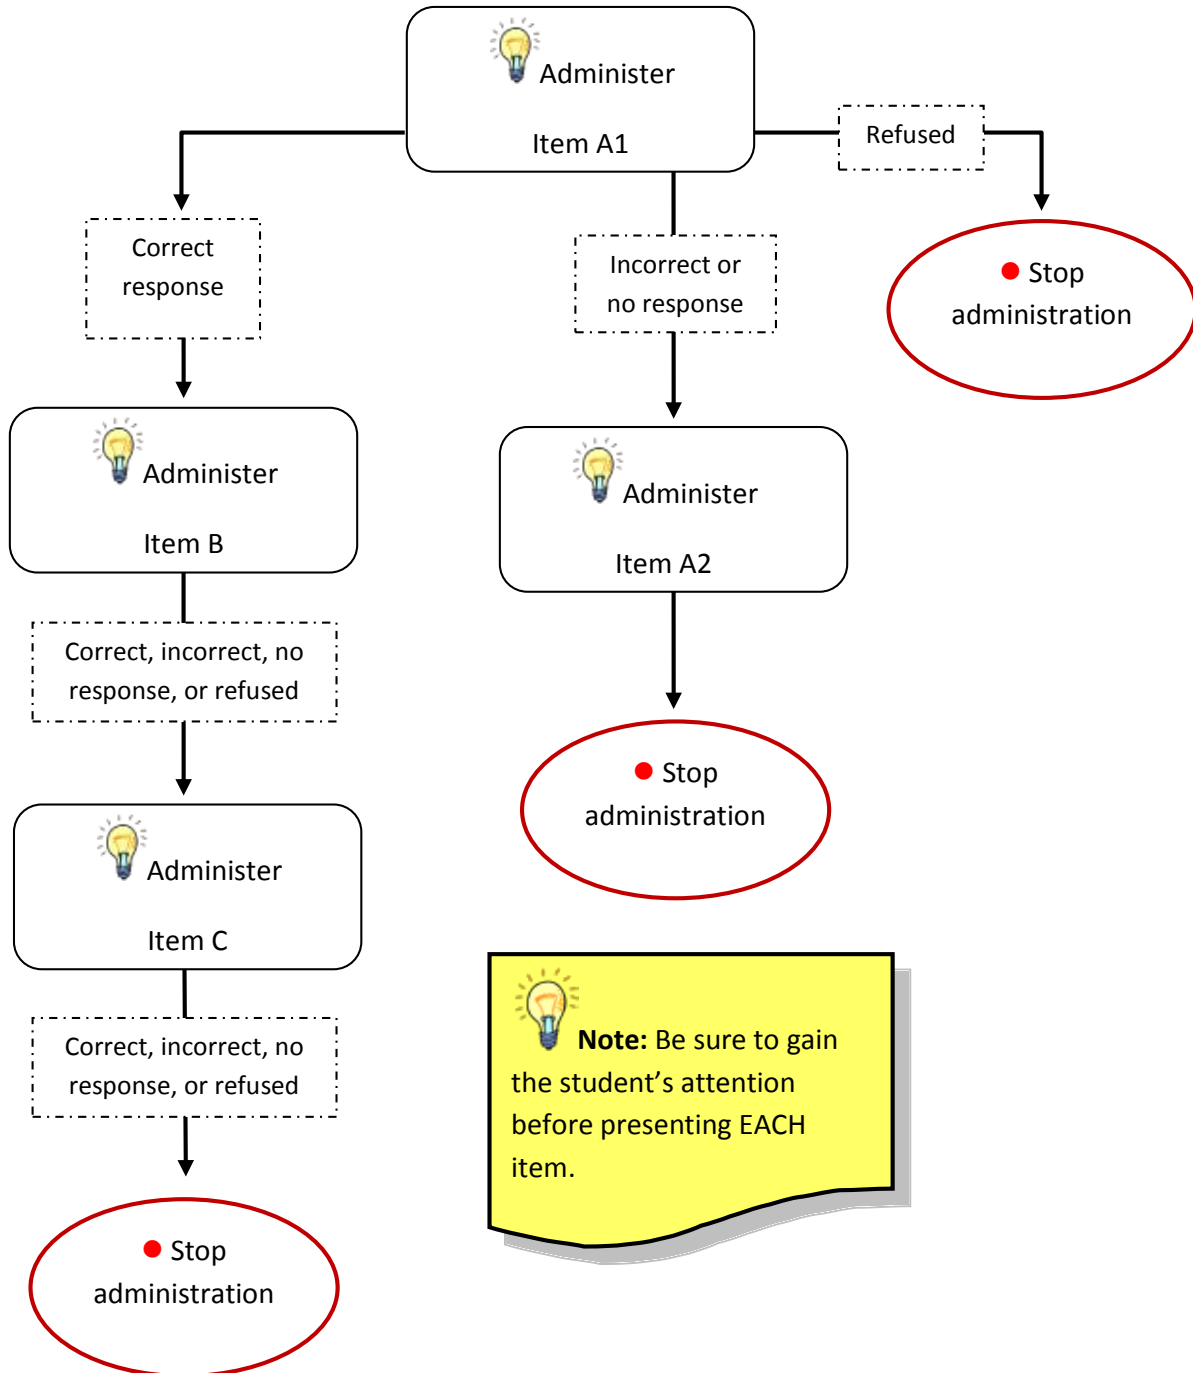 Administer
Item A1
Refused
Correct
response
Incorrect or
no response
Stop
administration
Administer
Item B
Administer
Item A2
Correct, incorrect, no
response, or refused
Stop
administration
Administer
Item C
Note: Be sure to gain
the student’s attention
before presenting EACH
item.
Correct, incorrect, no
response, or refused
Stop
administration